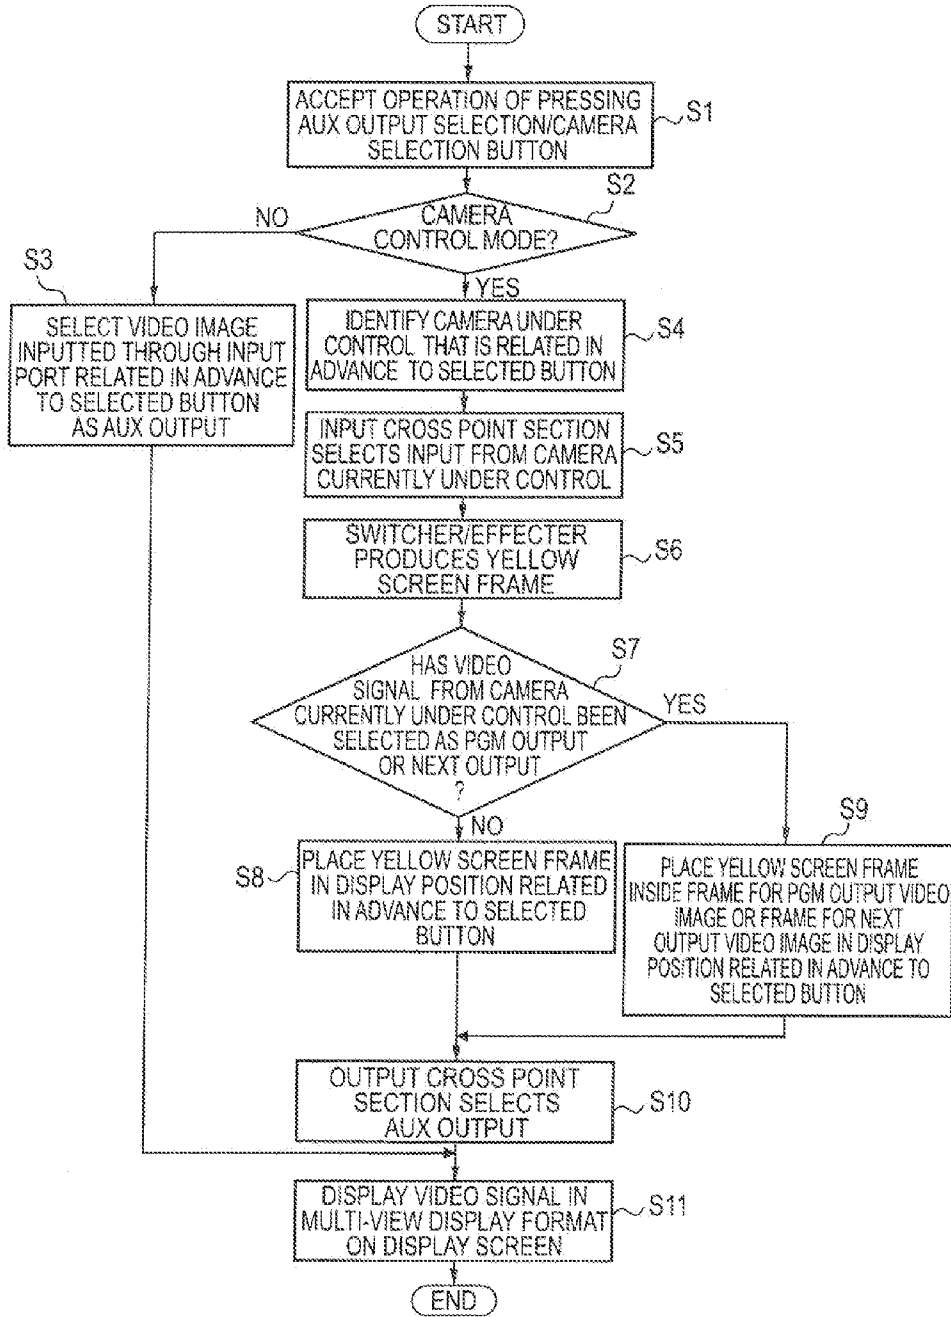 START
ACCEPT OPERATION OF PRESSING
AUX OUTPUT SELECTION/CAMERA
SELECTION BUTTON
S1
CAMERA
CONTROL MODE?
S2
NO
YES
S3
SELECT VIDEO IMAGE
INPUTTED THROUGH INPUT
PORT RELATED IN ADVANCE
TO SELECTED BUTTON
AS AUX OUTPUT
IDENTIFY CAMERA UNDER
CONTROL THAT IS RELATED IN
ADVANCE TO SELECTED BUTTON
S4
INPUT CROSS POINT SECTION
SELECTS INPUT FROM CAMERA
CURRENTLY UNDER CONTROL
S5
SWITCHER/EFFECTER
PRODUCES YELLOW
SCREEN FRAME
S6
HAS VIDEO
SIGNAL FROM CAMERA
CURRENTLY UNDER CONTROL BEEN
SELECTED AS PGM OUTPUT
OR NEXT OUTPUT
?
S7
YES
NO
S8
PLACE YELLOW SCREEN FRAME
IN DISPLAY POSITION RELATED
IN ADVANCE TO SELECTED
BUTTON
S9
PLACE YELLOW SCREEN FRAME
INSIDE FRAME FOR PGM OUTPUT VIDEO
IMAGE OR FRAME FOR NEXT
OUTPUT VIDEO IMAGE IN DISPLAY
POSITION RELATED IN ADVANCE TO
SELECTED BUTTON
OUTPUT CROSS POINT
SECTION SELECTS
AUX OUTPUT
S10
DISPLAY VIDEO SIGNAL IN
MULTI-VIEW DISPLAY FORMAT
ON DISPLAY SCREEN
S11
END